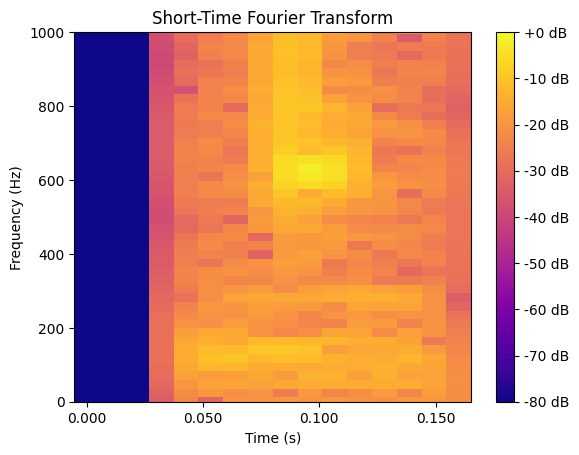 Short-Time Fourier Transform
1000
800
600
400
200
0
Frequency (Hz)
0.000
0.050
0.100
0.150
Time (s)
+0 dB
-10 dB
-20 dB
-30 dB
-40 dB
-50 dB
-60 dB
-70 dB
-80 dB